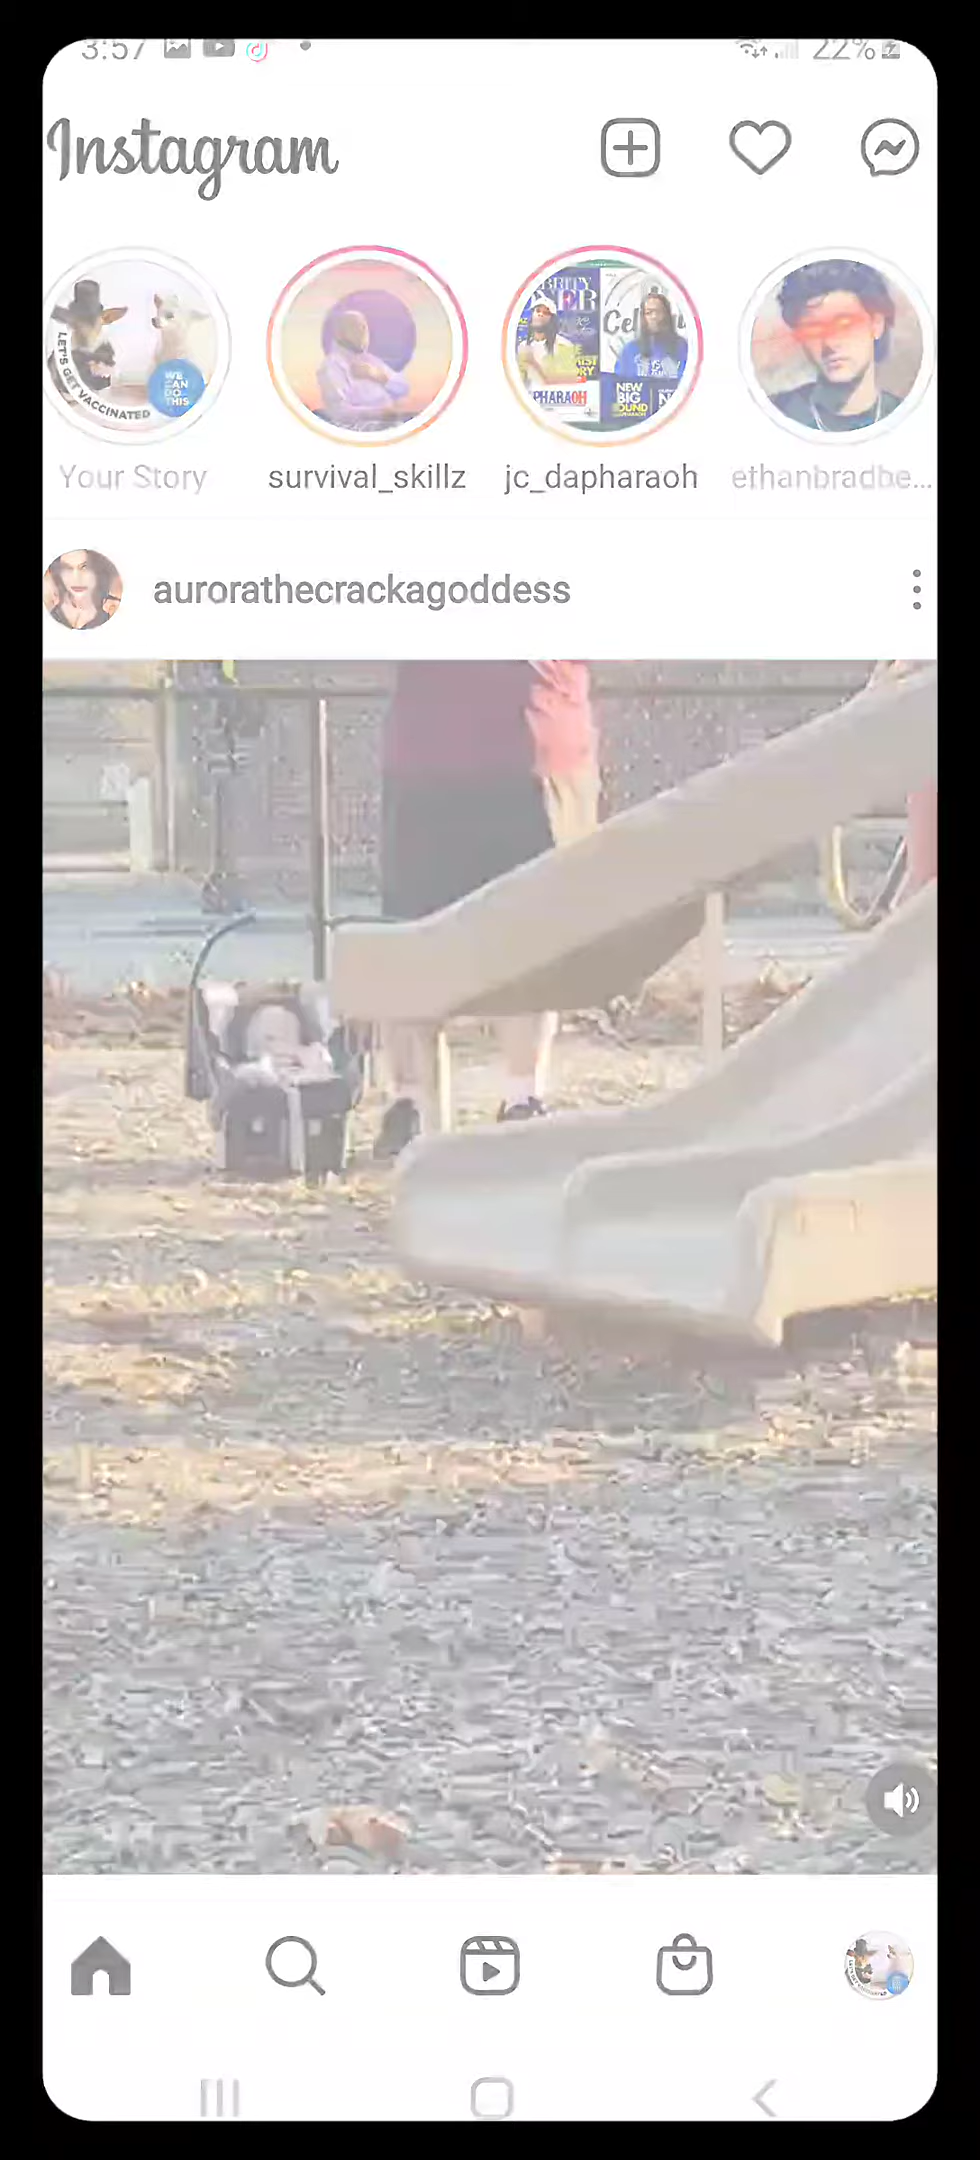 3:57
22%
Instagram
LET'S GET VACCINATED
WE
CAN
DO
THIS
PHARAOH
NEW
BIG
Your Story
survival_skillz
jc_dapharaoh
ethanbradbe...
aurorathecrackagoddess